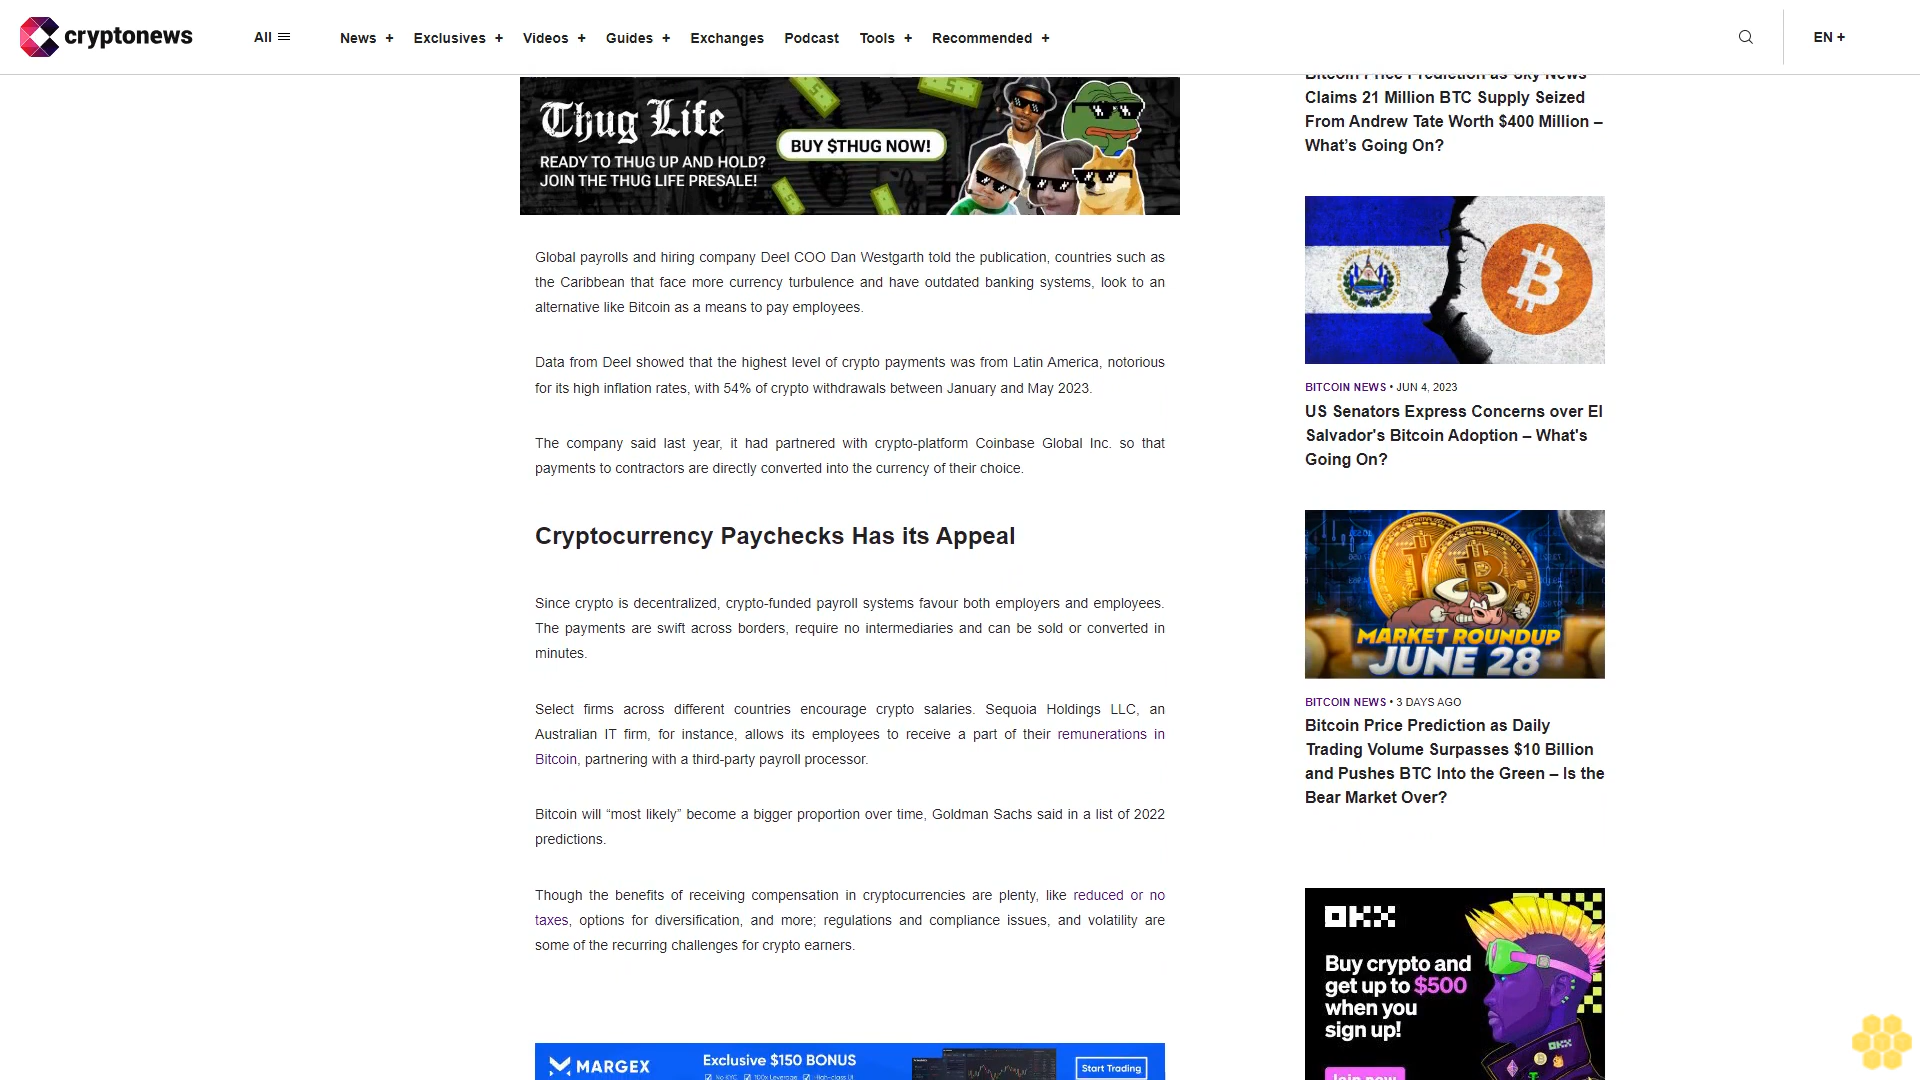 cryptonews
All
News +
Exclusives +
Videos +
Guides +
Exchanges
Podcast
Tools +
Recommended +
EN +
Thug Life
READY TO THUG UP AND HOLD?
JOIN THE THUG LIFE PRESALE!
BUY $THUG NOW!
Global payrolls and hiring company Deel COO Dan Westgarth told the publication, countries such as
the Caribbean that face more currency turbulence and have outdated banking systems, look to an
alternative like Bitcoin as a means to pay employees.
Data from Deel showed that the highest level of crypto payments was from Latin America, notorious
for its high inflation rates, with 54% of crypto withdrawals between January and May 2023.
The company said last year, it had partnered with crypto-platform Coinbase Global Inc. so that
payments to contractors are directly converted into the currency of their choice.
Cryptocurrency Paychecks Has its Appeal
Since crypto is decentralized, crypto-funded payroll systems favour both employers and employees.
The payments are swift across borders, require no intermediaries and can be sold or converted in
minutes.
Select firms across different countries encourage crypto salaries. Sequoia Holdings LLC, an
Australian IT firm, for instance, allows its employees to receive a part of their remunerations in
Bitcoin, partnering with a third-party payroll processor.
Bitcoin will “most likely” become a bigger proportion over time, Goldman Sachs said in a list of 2022
predictions.
Though the benefits of receiving compensation in cryptocurrencies are plenty, like reduced or no
taxes, options for diversification, and more; regulations and compliance issues, and volatility are
some of the recurring challenges for crypto earners.
MARGEX
Exclusive $150 BONUS
No KYC 100x Leverage High-class UI
Start Trading
Bitcoin Price Prediction as Sky News
Claims 21 Million BTC Supply Seized
From Andrew Tate Worth $400 Million –
What’s Going On?
BITCOIN NEWS • JUN 4, 2023
US Senators Express Concerns over El
Salvador's Bitcoin Adoption – What's
Going On?
MARKET ROUNDUP
JUNE 28
BITCOIN NEWS • 3 DAYS AGO
Bitcoin Price Prediction as Daily
Trading Volume Surpasses $10 Billion
and Pushes BTC Into the Green – Is the
Bear Market Over?
OKX
Buy crypto and
get up to $500
when you
sign up!
Join now
OKX